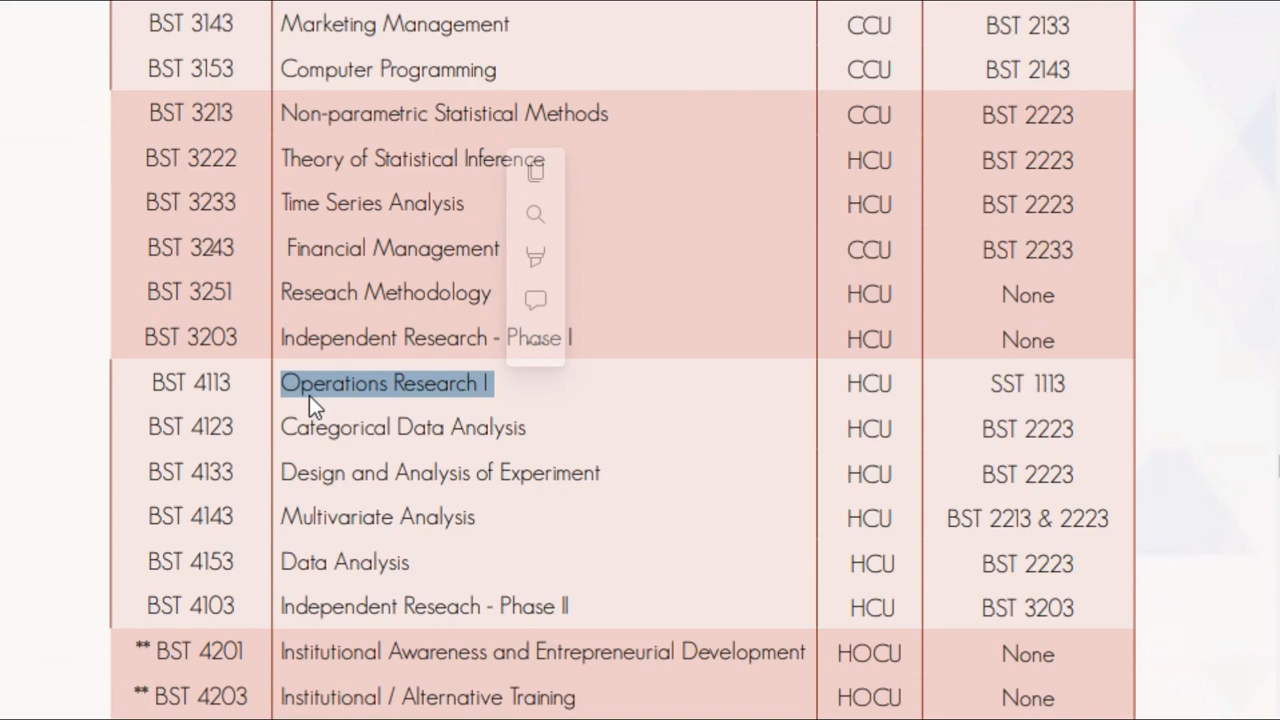 BST 3143 Marketing Management CCU BST 2133
BST 3153 Computer Programming CCU BST 2143
BST 3213 Non-parametric Statistical Methods CCU BST 2223
BST 3222 Theory of Statistical Inference HCU BST 2223
BST 3233 Time Series Analysis HCU BST 2223
BST 3243 Financial Management CCU BST 2233
BST 3251 Reseach Methodology HCU None
BST 3203 Independent Research - Phase I HCU None
BST 4113 Operations Research I HCU SST 1113
BST 4123 Categorical Data Analysis HCU BST 2223
BST 4133 Design and Analysis of Experiment HCU BST 2223
BST 4143 Multivariate Analysis HCU BST 2213 & 2223
BST 4153 Data Analysis HCU BST 2223
BST 4103 Independent Reseach - Phase II HCU BST 3203
** BST 4201 Institutional Awareness and Entrepreneurial Development HOCU None
** BST 4203 Institutional / Alternative Training HOCU None